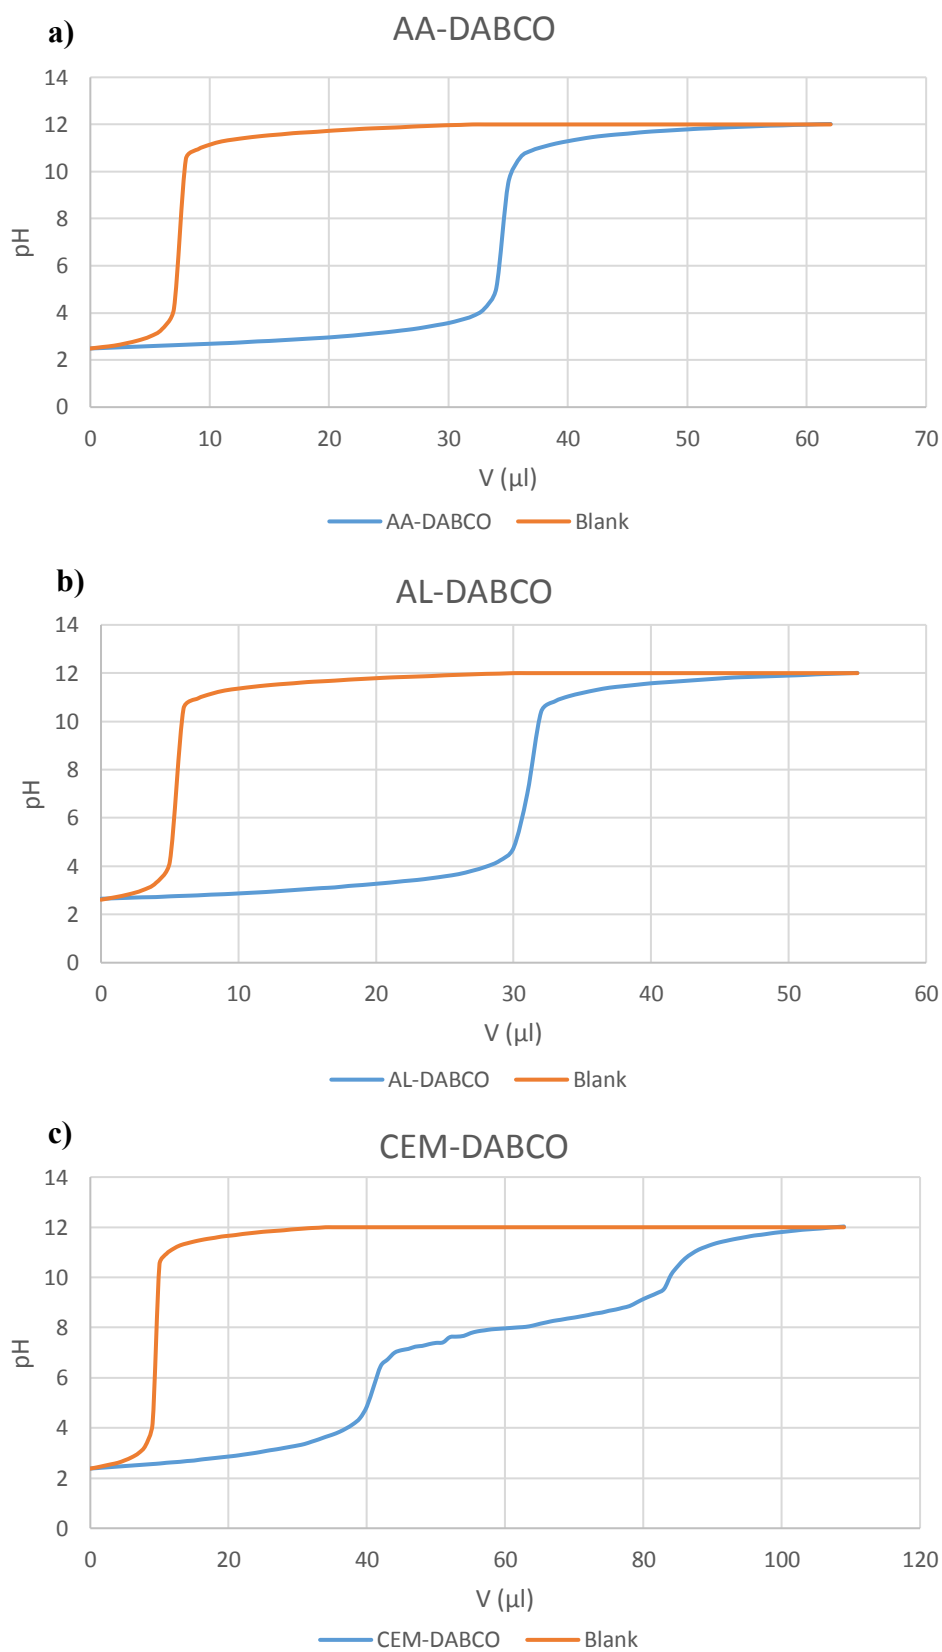 a)
AA-DABCO
14
12
10
8
6
4
2
0
pH
0 10 20 30 40 50 60 70
V (µl)
AA-DABCO Blank
b)
AL-DABCO
14
12
10
8
6
4
2
0
pH
0 10 20 30 40 50 60
V (µl)
AL-DABCO Blank
c)
CEM-DABCO
14
12
10
8
6
4
2
0
pH
0 20 40 60 80 100 120
V (µl)
CEM-DABCO Blank